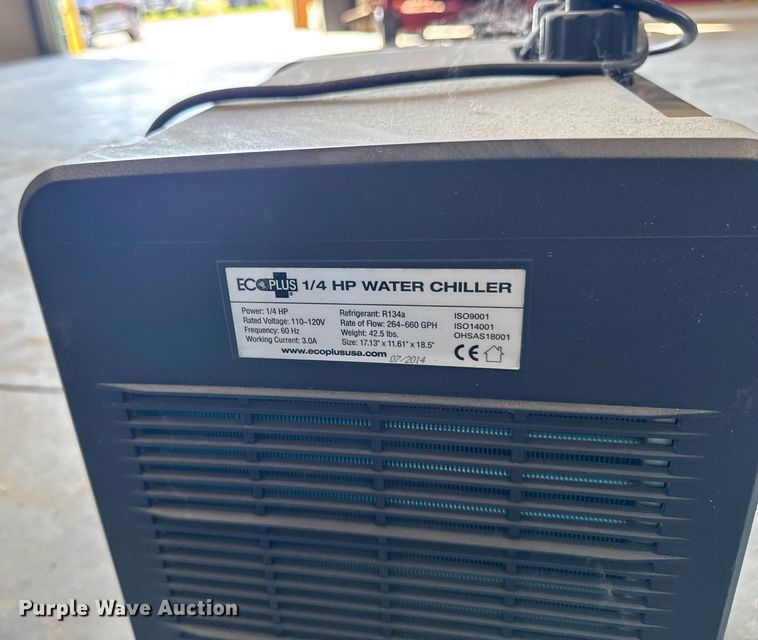 ECOPLUS® 1/4 HP WATER CHILLER
Power: 1/4 HP
Rated Voltage: 110~120V
Frequency: 60 Hz
Working Current: 3.0A
Refrigerant: R134a
Rate of Flow: 264~660 GPH
Weight: 42.5 lbs.
Size: 17.13" x 11.61" x 18.5"
ISO9001
ISO14001
OHSAS18001
www.ecoplususa.com
07/2014
CE
Purple Wave Auction